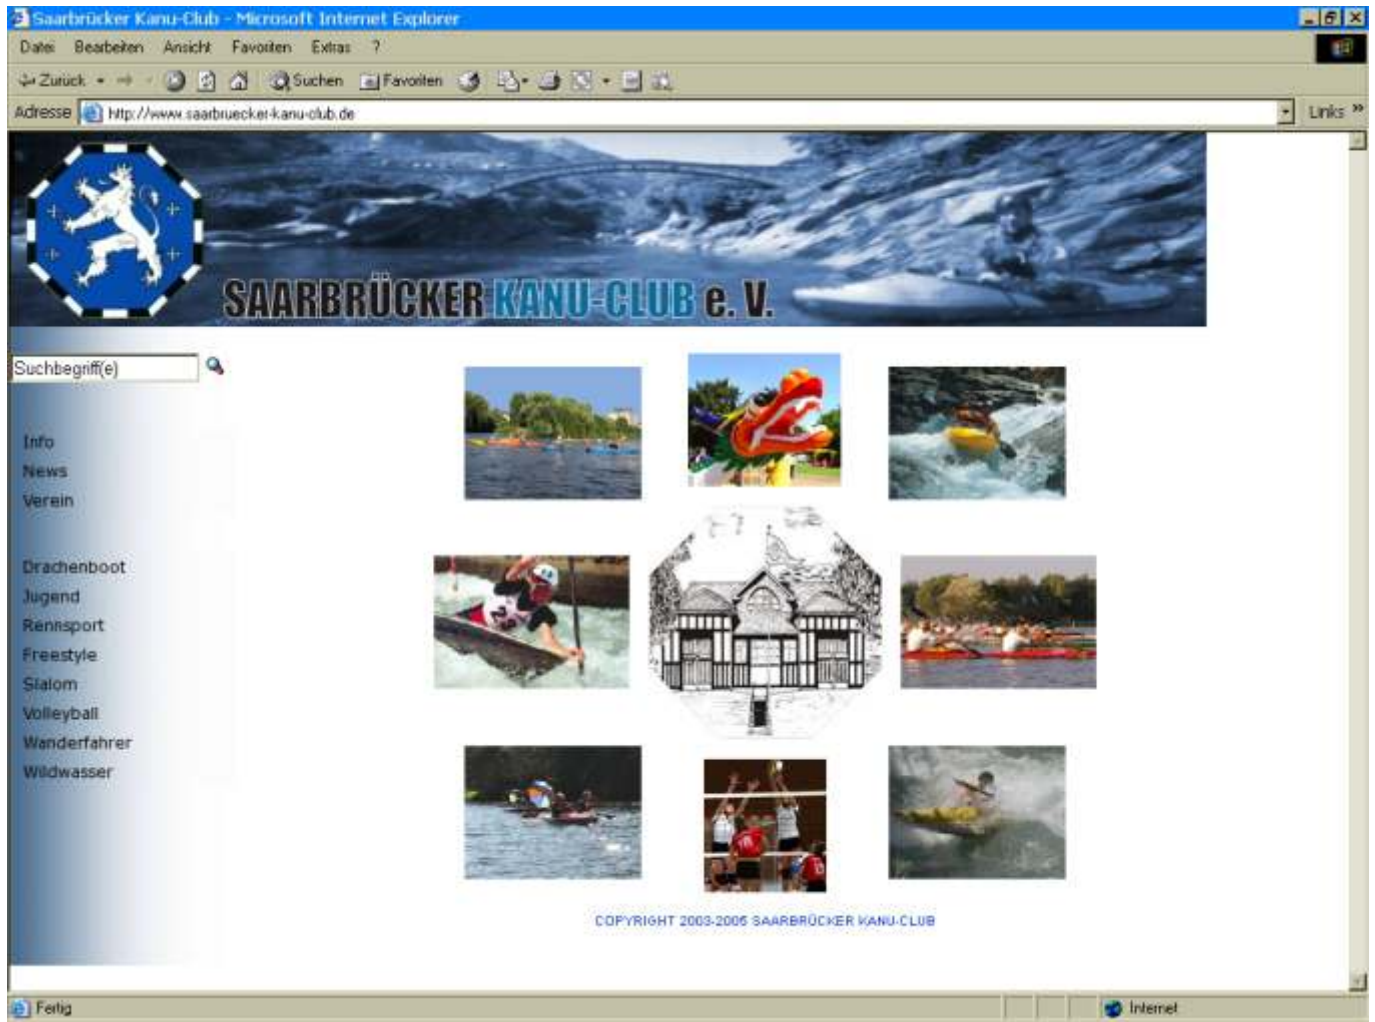 Saarbrücker Kanu-Club - Microsoft Internet Explorer
Datei Bearbeiten Ansicht Favoriten Extras ?
Zurück Suchen Favoriten
Adresse http://www.saarbruecker-kanu-club.de Links »
SAARBRÜCKER KANU-CLUB e. V.
Suchbegriff(e)
Info
News
Verein
Drachenboot
Jugend
Rennsport
Freestyle
Slalom
Volleyball
Wanderfahrer
Wildwasser
COPYRIGHT 2003-2005 SAARBRÜCKER KANU-CLUB
Fertig Internet